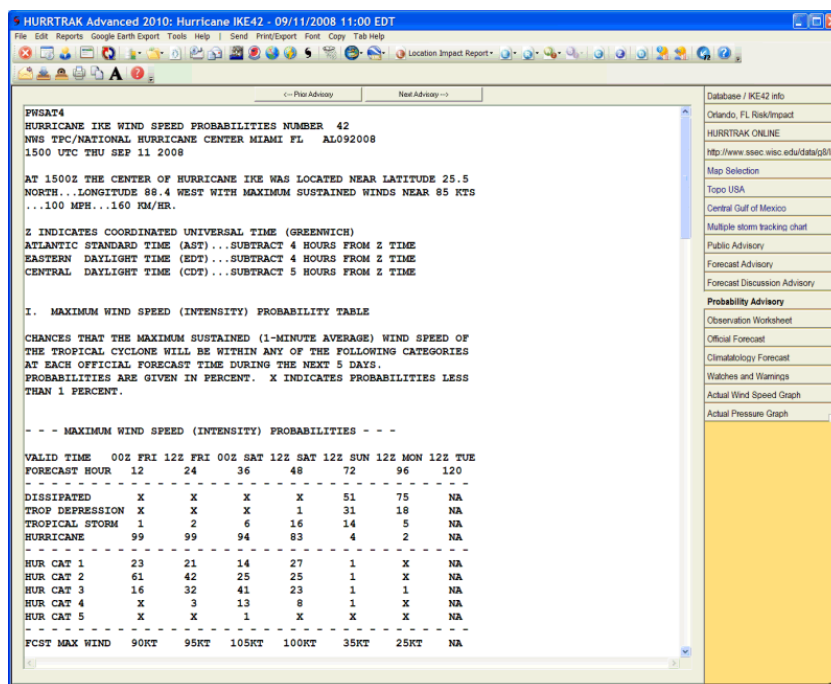 HURRTRAK Advanced 2010: Hurricane IKE42 - 09/11/2008 11:00 EDT
File Edit Reports Google Earth Export Tools Help | Send Print/Export Font Copy Tab Help
Location Impact Report
<-- Prior Advisory Next Advisory -->
PWSAT4
HURRICANE IKE WIND SPEED PROBABILITIES NUMBER 42
NWS TPC/NATIONAL HURRICANE CENTER MIAMI FL AL092008
1500 UTC THU SEP 11 2008
AT 1500Z THE CENTER OF HURRICANE IKE WAS LOCATED NEAR LATITUDE 25.5
NORTH...LONGITUDE 88.4 WEST WITH MAXIMUM SUSTAINED WINDS NEAR 85 KTS
...100 MPH...160 KM/HR.
Z INDICATES COORDINATED UNIVERSAL TIME (GREENWICH)
ATLANTIC STANDARD TIME (AST)...SUBTRACT 4 HOURS FROM Z TIME
EASTERN DAYLIGHT TIME (EDT)...SUBTRACT 4 HOURS FROM Z TIME
CENTRAL DAYLIGHT TIME (CDT)...SUBTRACT 5 HOURS FROM Z TIME
I. MAXIMUM WIND SPEED (INTENSITY) PROBABILITY TABLE
CHANCES THAT THE MAXIMUM SUSTAINED (1-MINUTE AVERAGE) WIND SPEED OF
THE TROPICAL CYCLONE WILL BE WITHIN ANY OF THE FOLLOWING CATEGORIES
AT EACH OFFICIAL FORECAST TIME DURING THE NEXT 5 DAYS.
PROBABILITIES ARE GIVEN IN PERCENT. X INDICATES PROBABILITIES LESS
THAN 1 PERCENT.
- - - MAXIMUM WIND SPEED (INTENSITY) PROBABILITIES - - -
VALID TIME 00Z FRI 12Z FRI 00Z SAT 12Z SAT 12Z SUN 12Z MON 12Z TUE
FORECAST HOUR 12 24 36 48 72 96 120
- - - - - - - - - - - - - - - - - - - - - - - - - - - - - - - - - -
DISSIPATED X X X X 51 75 NA
TROP DEPRESSION X X X 1 31 18 NA
TROPICAL STORM 1 2 6 16 14 5 NA
HURRICANE 99 99 94 83 4 2 NA
- - - - - - - - - - - - - - - - - - - - - - - - - - - - - - - - - -
HUR CAT 1 23 21 14 27 1 X NA
HUR CAT 2 61 42 25 25 1 X NA
HUR CAT 3 16 32 41 23 1 1 NA
HUR CAT 4 X 3 13 8 1 X NA
HUR CAT 5 X X 1 X X X NA
- - - - - - - - - - - - - - - - - - - - - - - - - - - - - - - - - -
FCST MAX WIND 90KT 95KT 105KT 100KT 35KT 25KT NA
Database / IKE42 info
Orlando, FL Risk/Impact
HURRTRAK ONLINE
http://www.ssec.wisc.edu/data/g8/
Map Selection
Topo USA
Central Gulf of Mexico
Multiple storm tracking chart
Public Advisory
Forecast Advisory
Forecast Discussion Advisory
Probability Advisory
Observation Worksheet
Official Forecast
Climatatology Forecast
Watches and Warnings
Actual Wind Speed Graph
Actual Pressure Graph